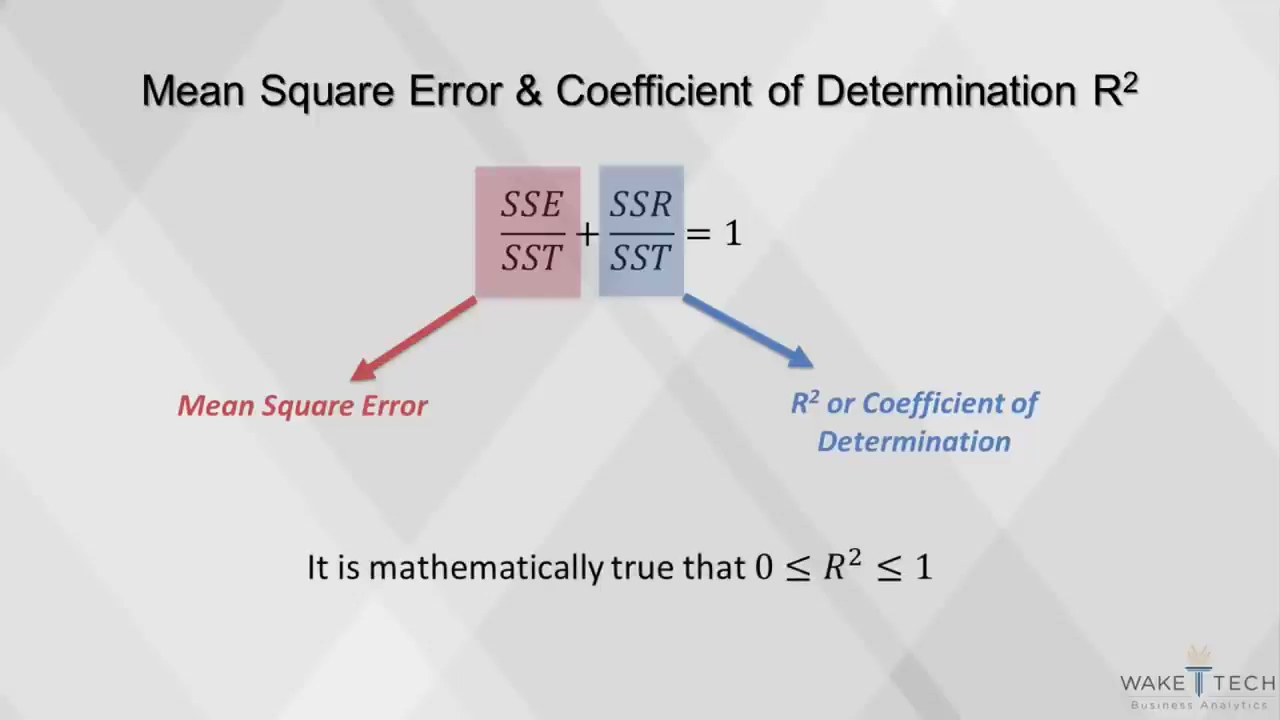 Mean Square Error & Coefficient of Determination R²
SSE/SST + SSR/SST = 1
Mean Square Error
R² or Coefficient of
Determination
It is mathematically true that 0 ≤ R² ≤ 1
WAKE TECH
Business Analytics